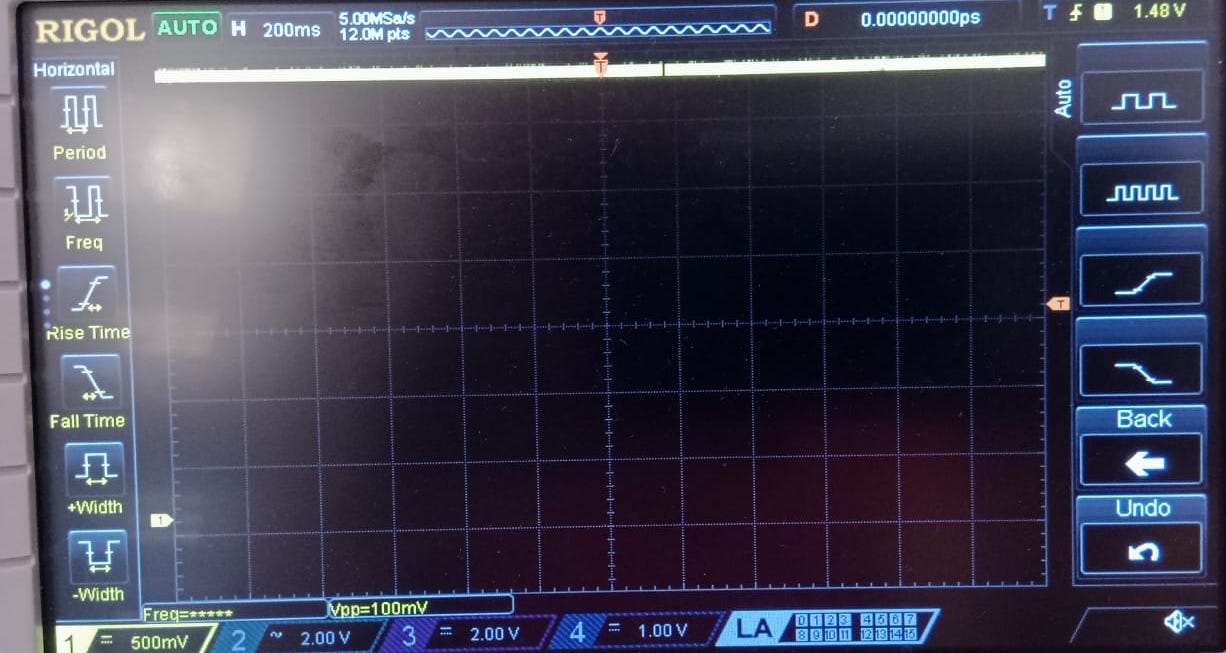 RIGOL AUTO H 200ms 5.00MSa/s 12.0M pts T D 0.00000000ps T 1 1.48 V
Horizontal
T
Auto
Period
Freq
Rise Time
T
Fall Time
Back
+Width
Undo
1
-Width
Freq=***** Vpp=100mV
1 = 500mV 2 ~ 2.00 V 3 = 2.00 V 4 = 1.00 V LA 0 1 2 3 4 5 6 7
8 9 10 11 12 13 14 15